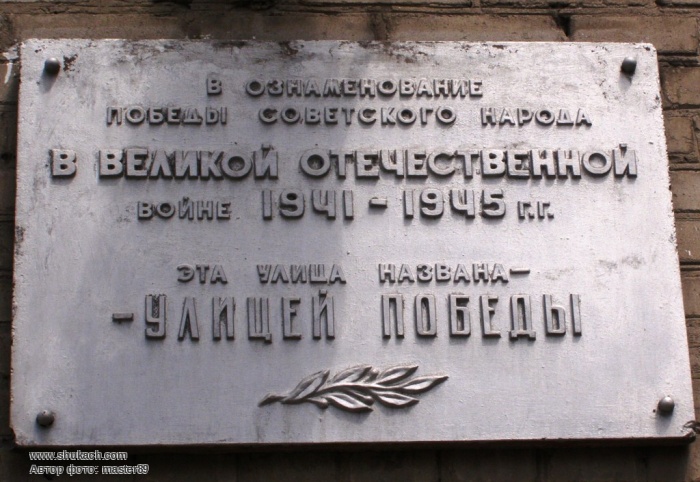 В ОЗНАМЕНОВАНИЕ
ПОБЕДЫ СОВЕТСКОГО НАРОДА
В ВЕЛИКОЙ ОТЕЧЕСТВЕННОЙ
ВОЙНЕ 1941 - 1945 Г.Г.
ЭТА УЛИЦА НАЗВАНА—
-УЛИЦЕЙ ПОБЕДЫ
www.shukach.com
Автор фото: master89